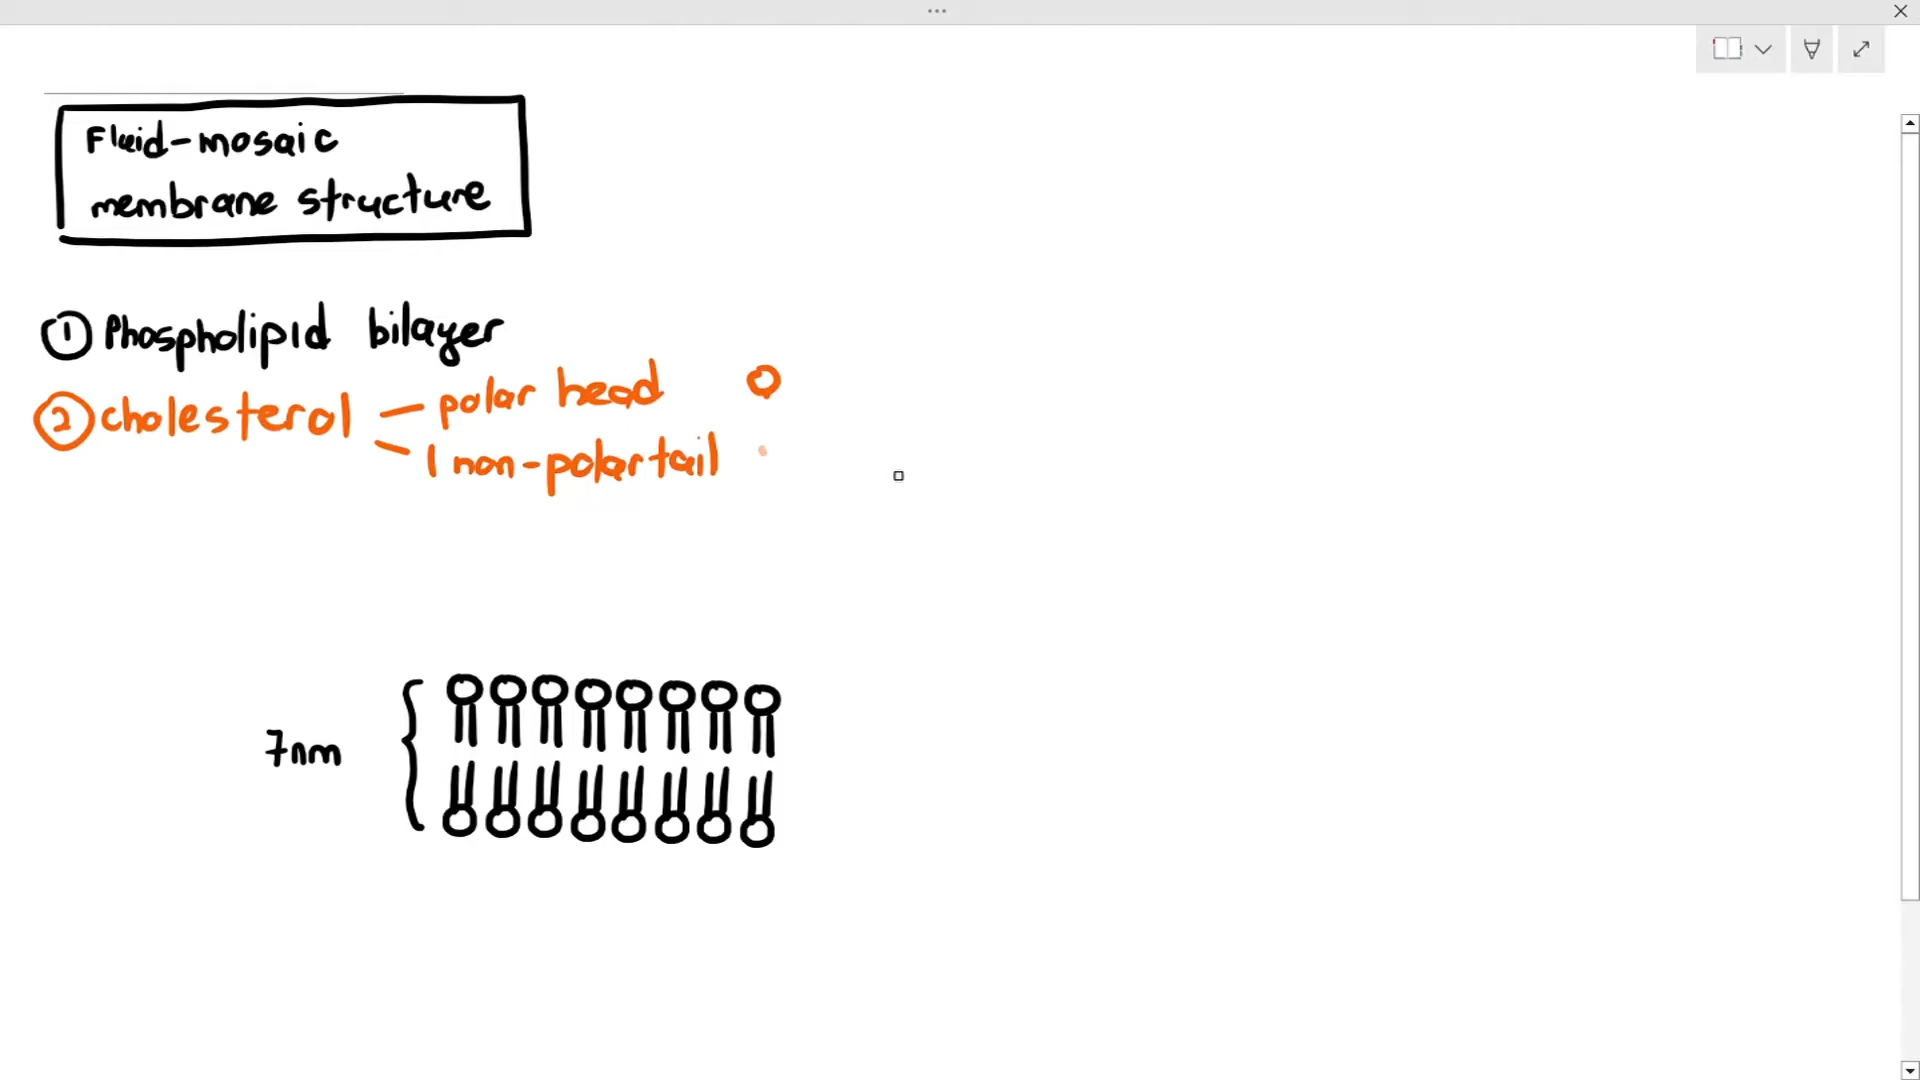 Fluid-mosaic
membrane structure
① Phospholipid bilayer
② cholesterol – polar head
– 1 non-polar tail
7nm